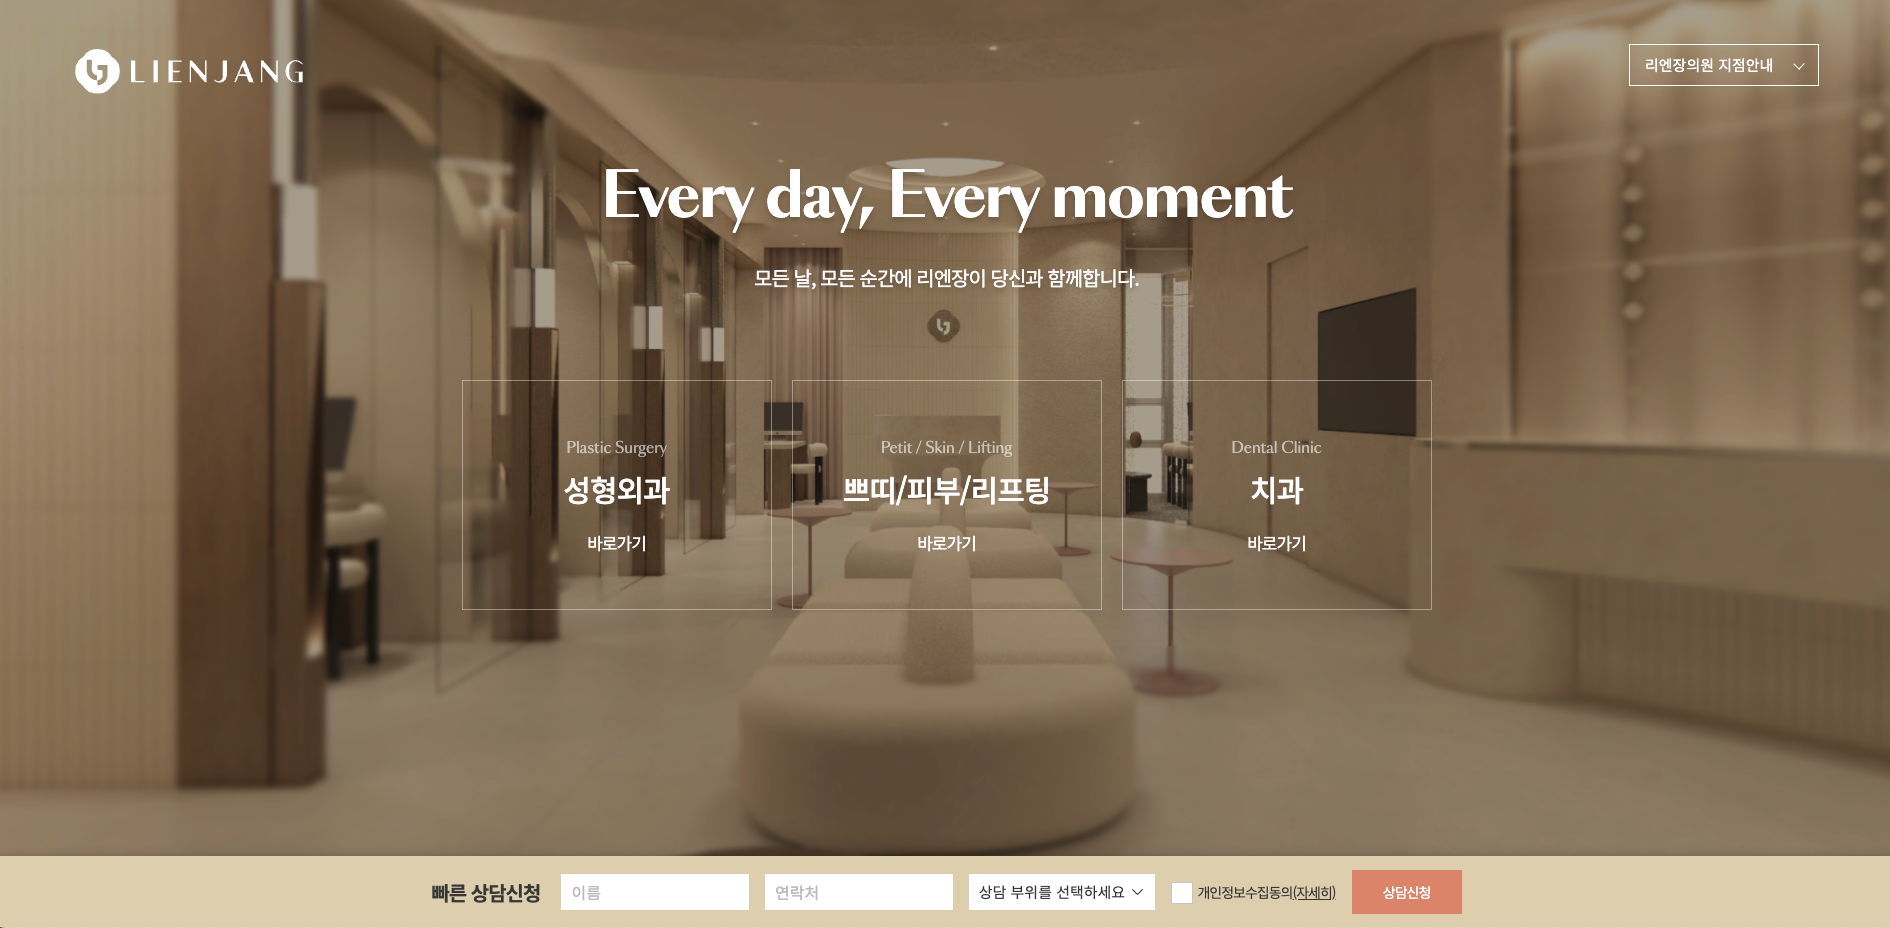 LIENJANG
리엔장의원 지점안내
Every day, Every moment
모든 날, 모든 순간에 리엔장이 당신과 함께합니다.
Plastic Surgery
성형외과
바로가기
Petit / Skin / Lifting
쁘띠/피부/리프팅
바로가기
Dental Clinic
치과
바로가기
빠른 상담신청 이름 연락처 상담 부위를 선택하세요 개인정보수집동의(자세히) 상담신청